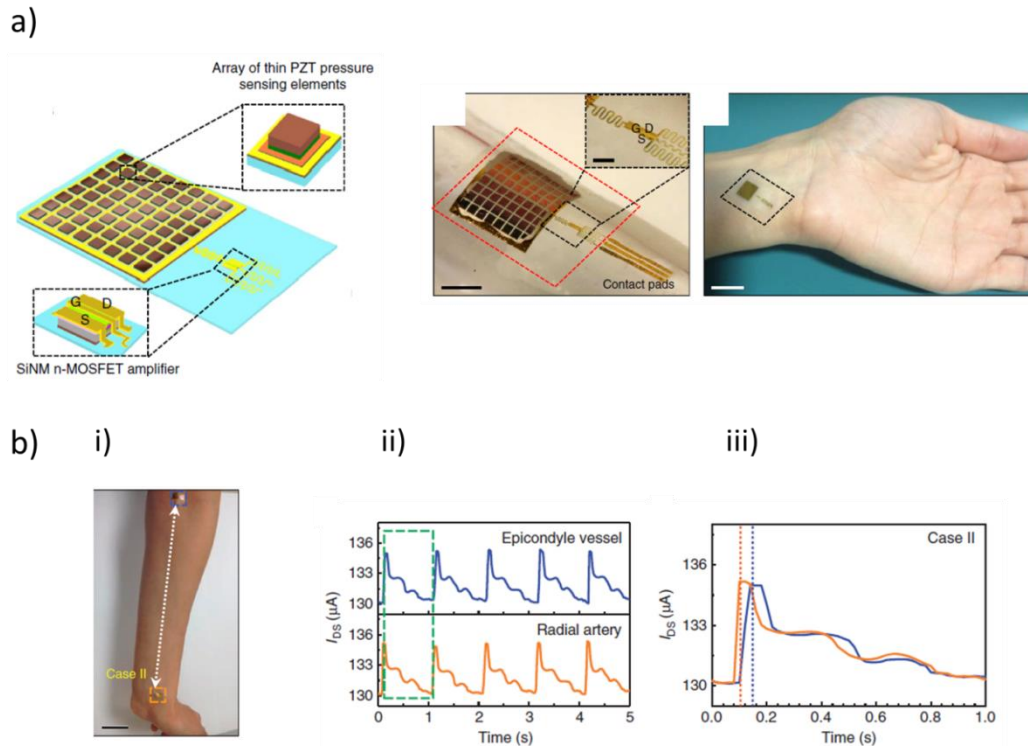 a)
Array of thin PZT pressure
sensing elements
G D
S
SiNM n-MOSFET amplifier
G D
S
Contact pads
b)
i)
ii)
iii)
Case II
136
133
130
136
133
130
I_DS (µA)
Epicondyle vessel
Radial artery
0 1 2 3 4 5
Time (s)
136
133
130
I_DS (µA)
Case II
0.0 0.2 0.4 0.6 0.8 1.0
Time (s)